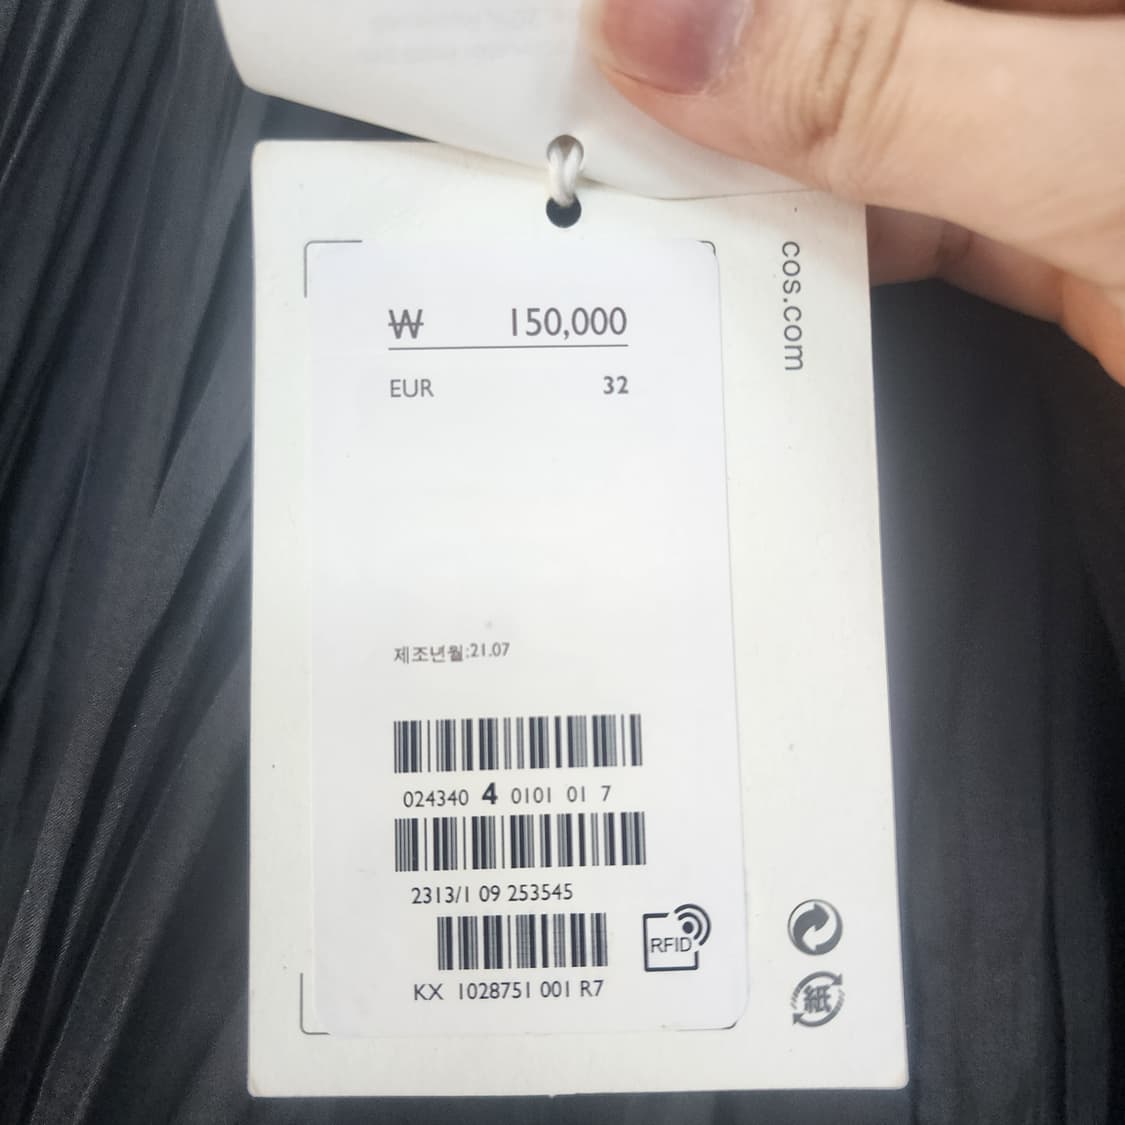 cos.com
₩ 150,000
EUR 32
제조년월:21.07
024340 4 0101 01 7
2313/1 09 253545
KX 1028751 001 R7
RFID
紙